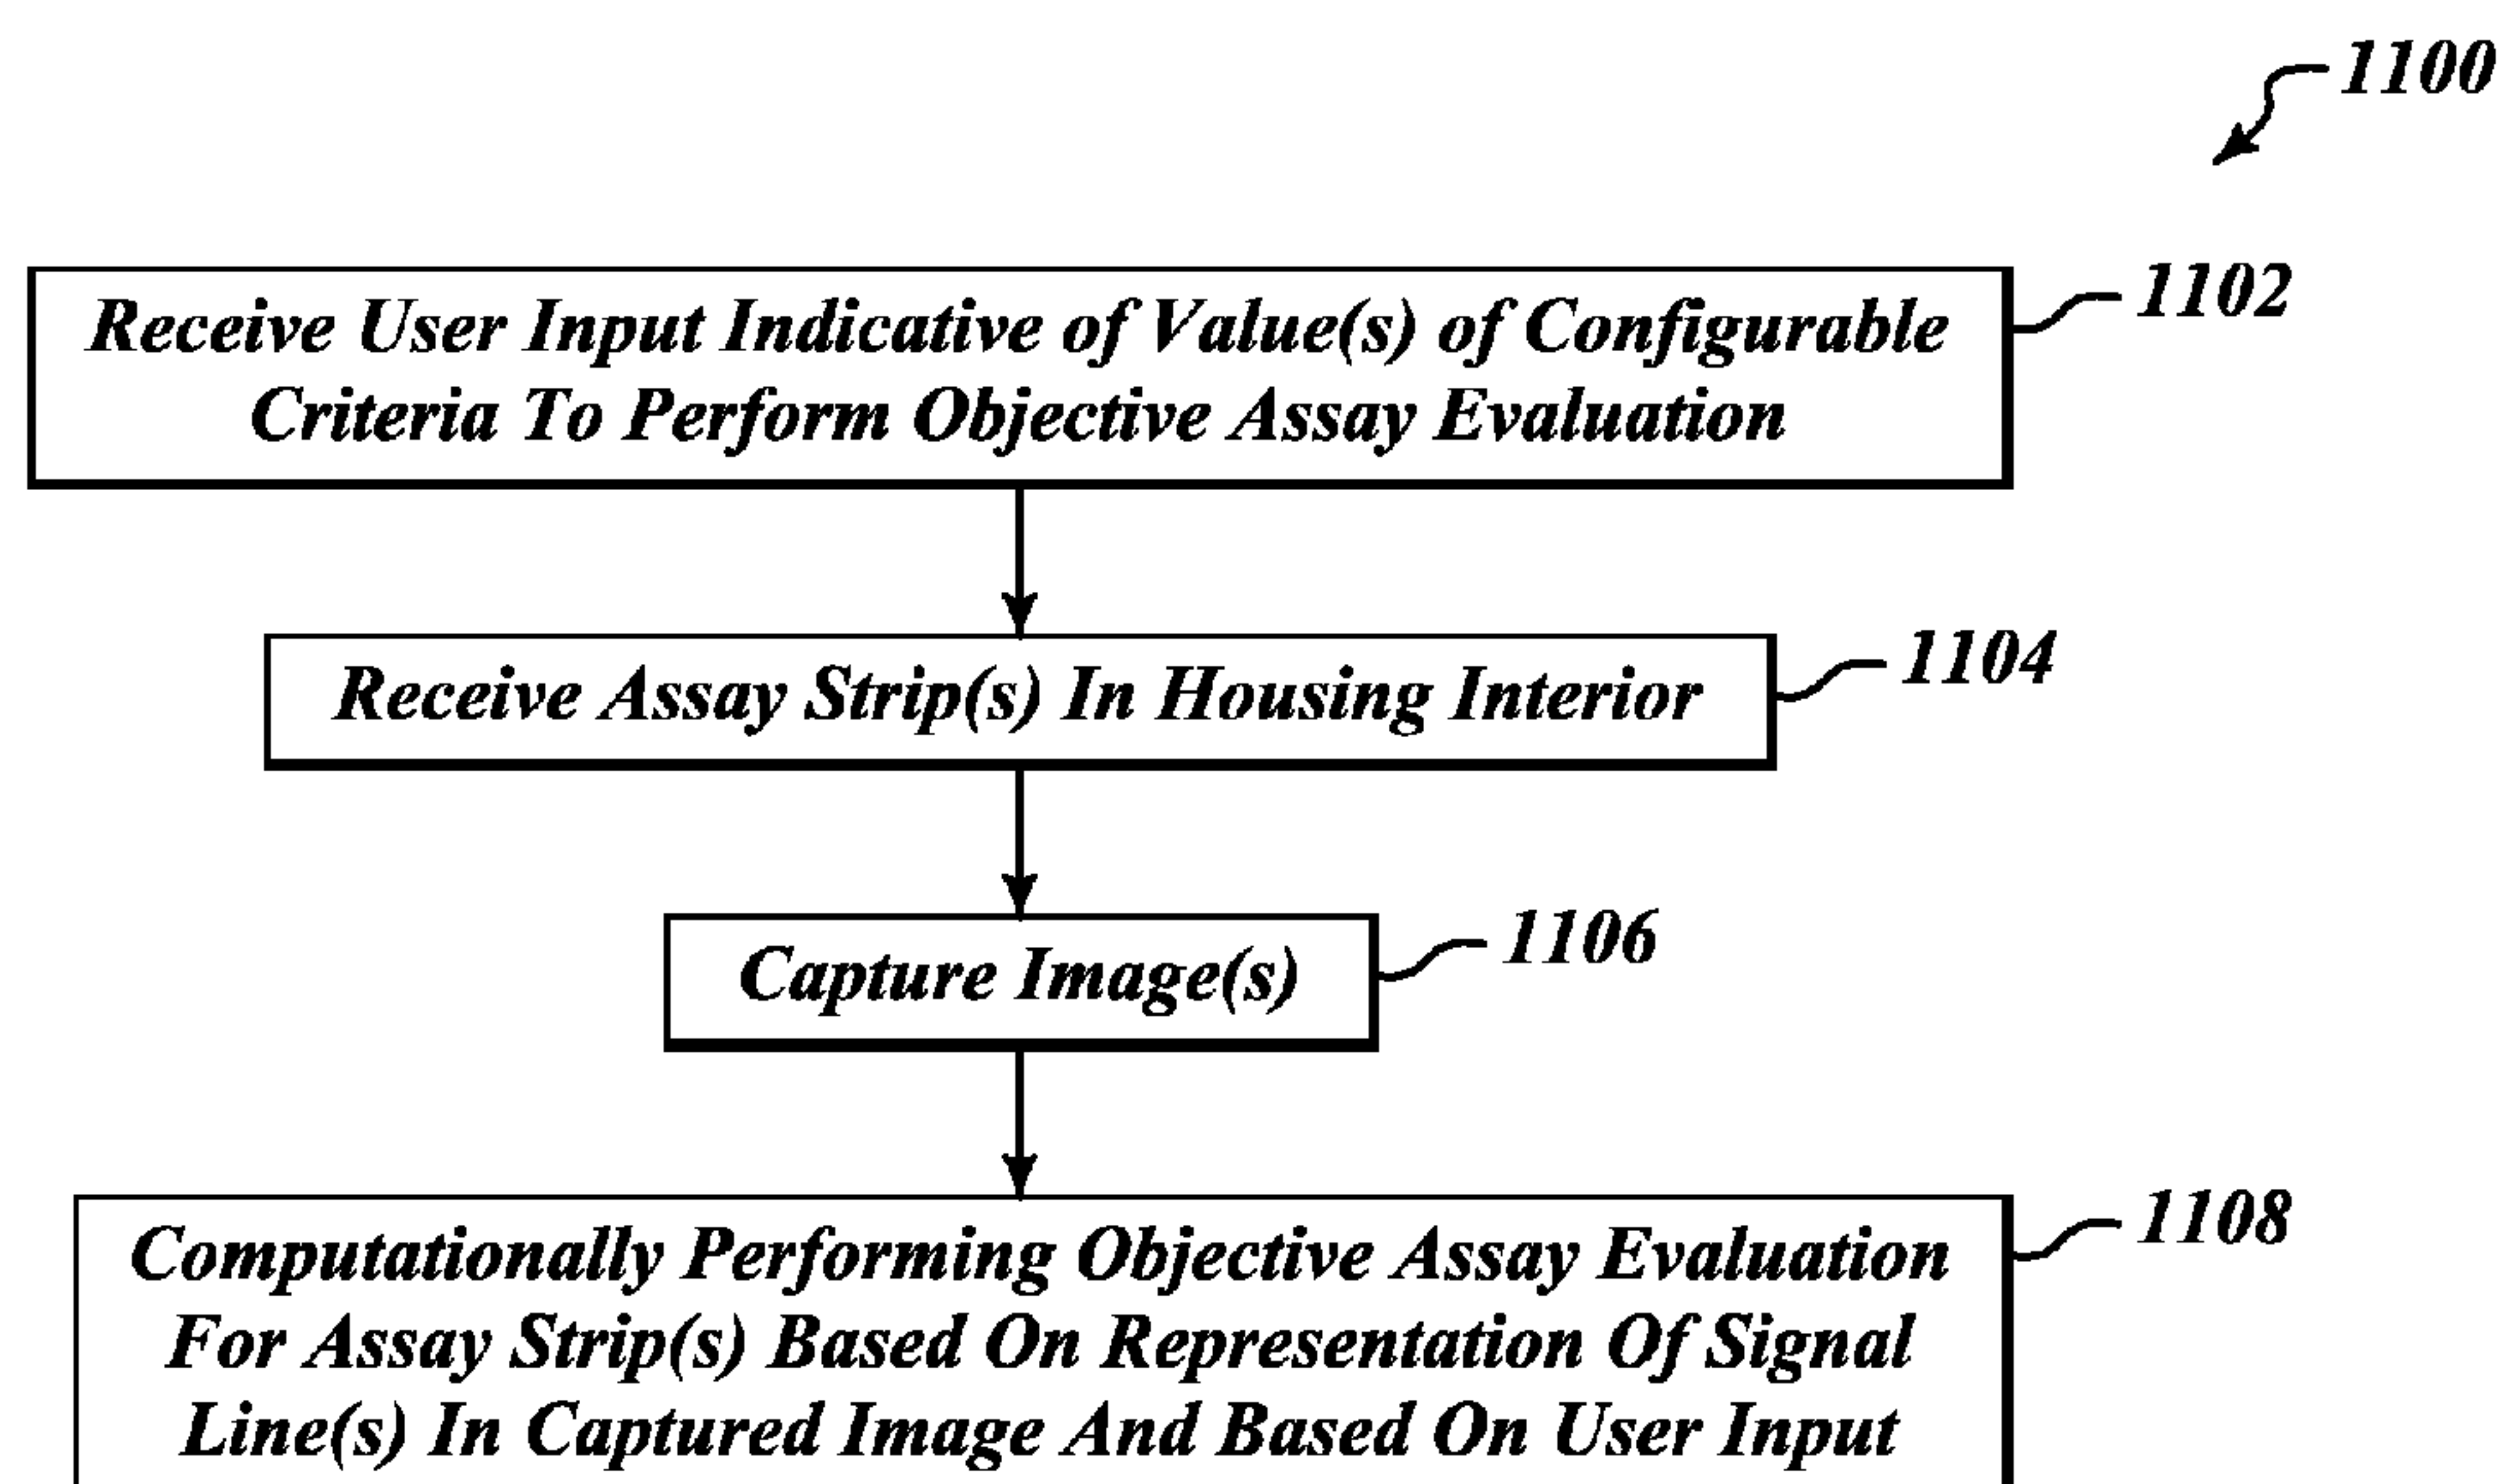 1100
Receive User Input Indicative of Value(s) of Configurable
Criteria To Perform Objective Assay Evaluation
1102
Receive Assay Strip(s) In Housing Interior
1104
Capture Image(s)
1106
Computationally Performing Objective Assay Evaluation
For Assay Strip(s) Based On Representation Of Signal
Line(s) In Captured Image And Based On User Input
1108